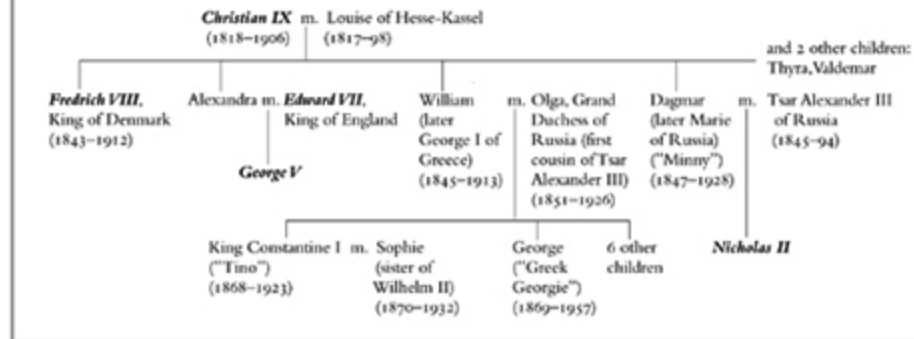 Christian IX m. Louise of Hesse-Kassel
(1818–1906) (1817–98)
and 2 other children:
Thyra, Valdemar
Fredrich VIII,
King of Denmark
(1843–1912)
Alexandra m. Edward VII,
King of England
George V
William
(later
George I of
Greece)
(1845–1913)
m. Olga, Grand
Duchess of
Russia (first
cousin of Tsar
Alexander III)
(1851–1926)
Dagmar
(later Marie
of Russia)
("Minny")
(1847–1928)
m. Tsar Alexander III
of Russia
(1845–94)
King Constantine I m. Sophie
("Tino")
(1868–1923)
(sister of
Wilhelm II)
(1870–1932)
George
("Greek
Georgie")
(1869–1957)
6 other
children
Nicholas II